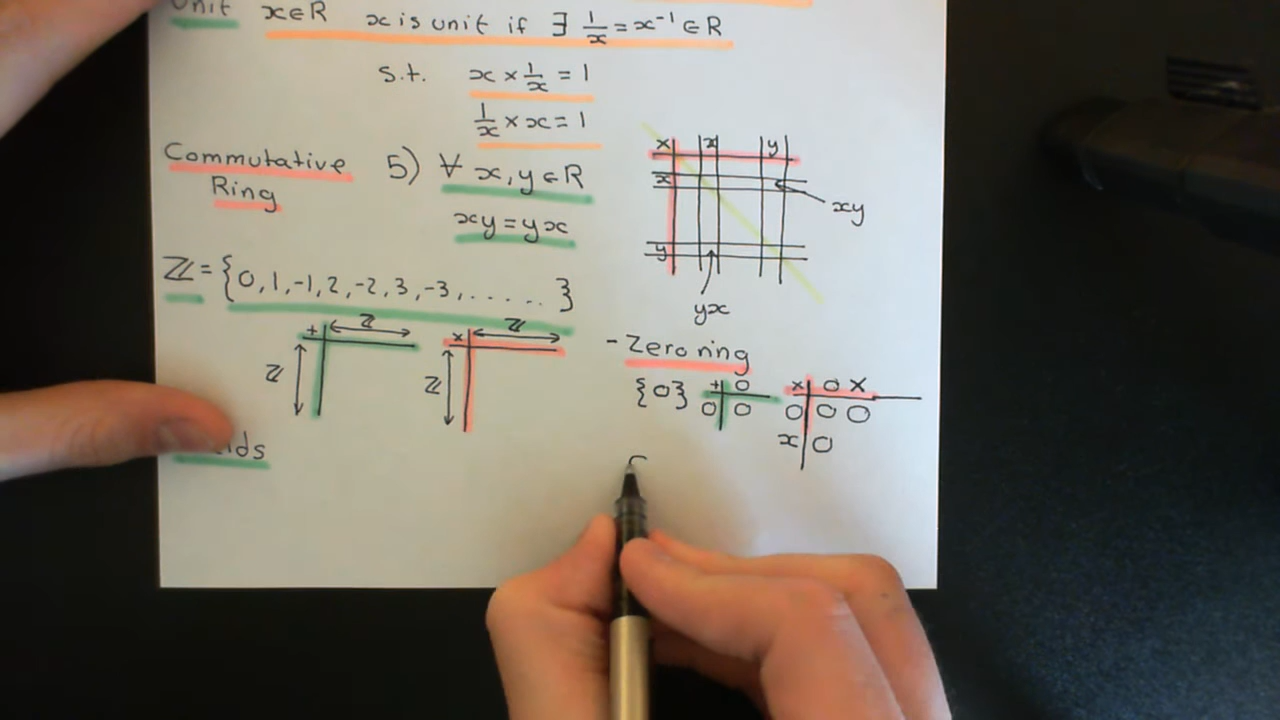 Unit x∈R x is unit if ∃ 1/x = x⁻¹ ∈ R
s.t. x × 1/x = 1
1/x × x = 1
Commutative Ring
5) ∀ x, y ∈ R
xy = yx
× x y
x
y
xy
yx
ℤ = {0, 1, -1, 2, -2, 3, -3, ..... }
+ ℤ
ℤ
× ℤ
ℤ
- Zero ring
{0} + 0 × 0 x
0 0 0 0 0
x 0